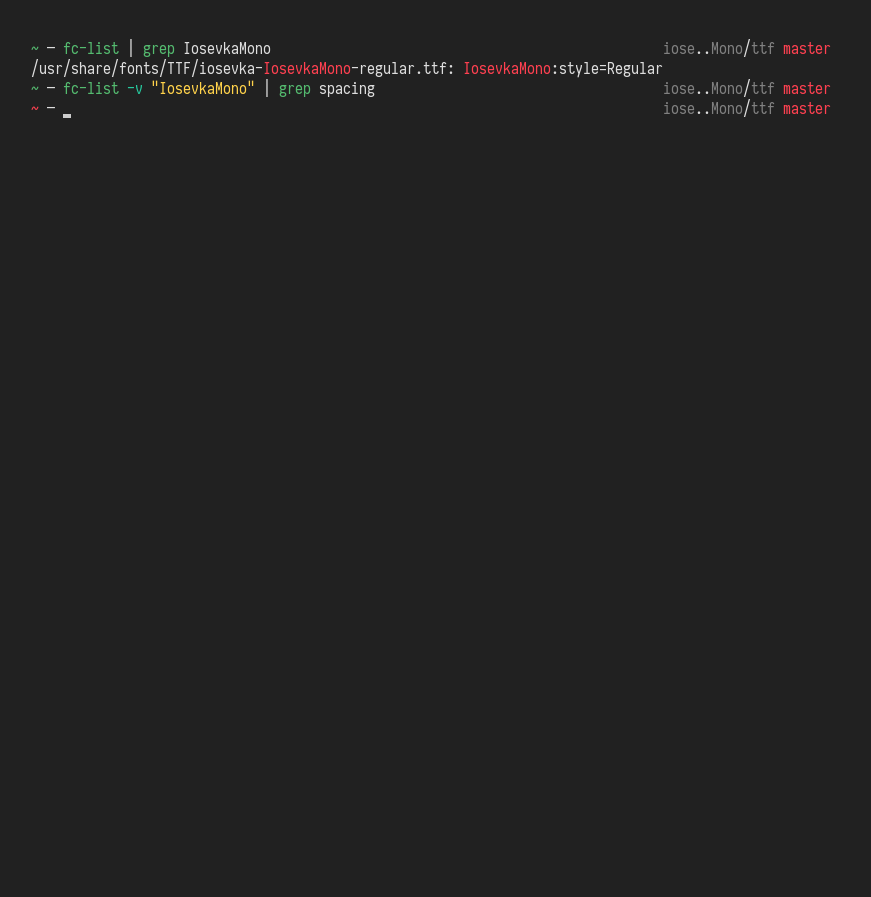 ~ — fc-list | grep IosevkaMono iose..Mono/ttf master
/usr/share/fonts/TTF/iosevka-IosevkaMono-regular.ttf: IosevkaMono:style=Regular
~ — fc-list -v "IosevkaMono" | grep spacing iose..Mono/ttf master
~ — iose..Mono/ttf master